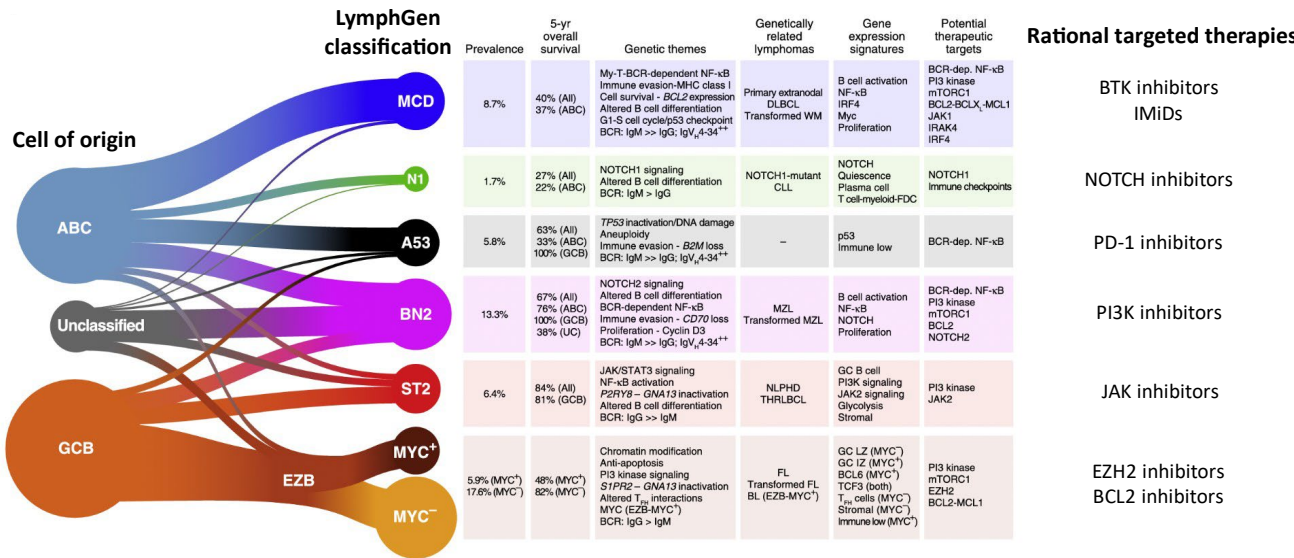 LymphGen
classification
Prevalence
5-yr
overall
survival
Genetic themes
Genetically
related
lymphomas
Gene
expression
signatures
Potential
therapeutic
targets
Rational targeted therapies
Cell of origin
ABC
Unclassified
GCB
EZB
MCD
8.7%
40% (All)
37% (ABC)
My-T-BCR-dependent NF-κB
Immune evasion-MHC class I
Cell survival - BCL2 expression
Altered B cell differentiation
G1-S cell cycle/p53 checkpoint
BCR: IgM >> IgG; IgVH4-34++
Primary extranodal
DLBCL
Transformed WM
B cell activation
NF-κB
IRF4
Myc
Proliferation
BCR-dep. NF-κB
PI3 kinase
mTORC1
BCL2-BCLXL-MCL1
JAK1
IRAK4
IRF4
BTK inhibitors
IMiDs
N1
1.7%
27% (All)
22% (ABC)
NOTCH1 signaling
Altered B cell differentiation
BCR: IgM > IgG
NOTCH1-mutant
CLL
NOTCH
Quiescence
Plasma cell
T cell-myeloid-FDC
NOTCH1
Immune checkpoints
NOTCH inhibitors
A53
5.8%
63% (All)
33% (ABC)
100% (GCB)
TP53 inactivation/DNA damage
Aneuploidy
Immune evasion - B2M loss
BCR: IgM >> IgG; IgVH4-34++
–
p53
Immune low
BCR-dep. NF-κB
PD-1 inhibitors
BN2
13.3%
67% (All)
76% (ABC)
100% (GCB)
38% (UC)
NOTCH2 signaling
Altered B cell differentiation
BCR-dependent NF-κB
Immune evasion - CD70 loss
Proliferation - Cyclin D3
BCR: IgM >> IgG; IgVH4-34++
MZL
Transformed MZL
B cell activation
NF-κB
NOTCH
Proliferation
BCR-dep. NF-κB
PI3 kinase
mTORC1
BCL2
NOTCH2
PI3K inhibitors
ST2
6.4%
84% (All)
81% (GCB)
JAK/STAT3 signaling
NF-κB activation
P2RY8 – GNA13 inactivation
Altered B cell differentiation
BCR: IgG >> IgM
NLPHD
THRLBCL
GC B cell
PI3K signaling
JAK2 signaling
Glycolysis
Stromal
PI3 kinase
JAK2
JAK inhibitors
MYC+
MYC−
5.9% (MYC+)
17.6% (MYC−)
48% (MYC+)
82% (MYC−)
Chromatin modification
Anti-apoptosis
PI3 kinase signaling
S1PR2 – GNA13 inactivation
Altered TFH interactions
MYC (EZB-MYC+)
BCR: IgG > IgM
FL
Transformed FL
BL (EZB-MYC+)
GC LZ (MYC−)
GC IZ (MYC+)
BCL6 (MYC+)
TCF3 (both)
TFH cells (MYC−)
Stromal (MYC−)
Immune low (MYC+)
PI3 kinase
mTORC1
EZH2
BCL2-MCL1
EZH2 inhibitors
BCL2 inhibitors